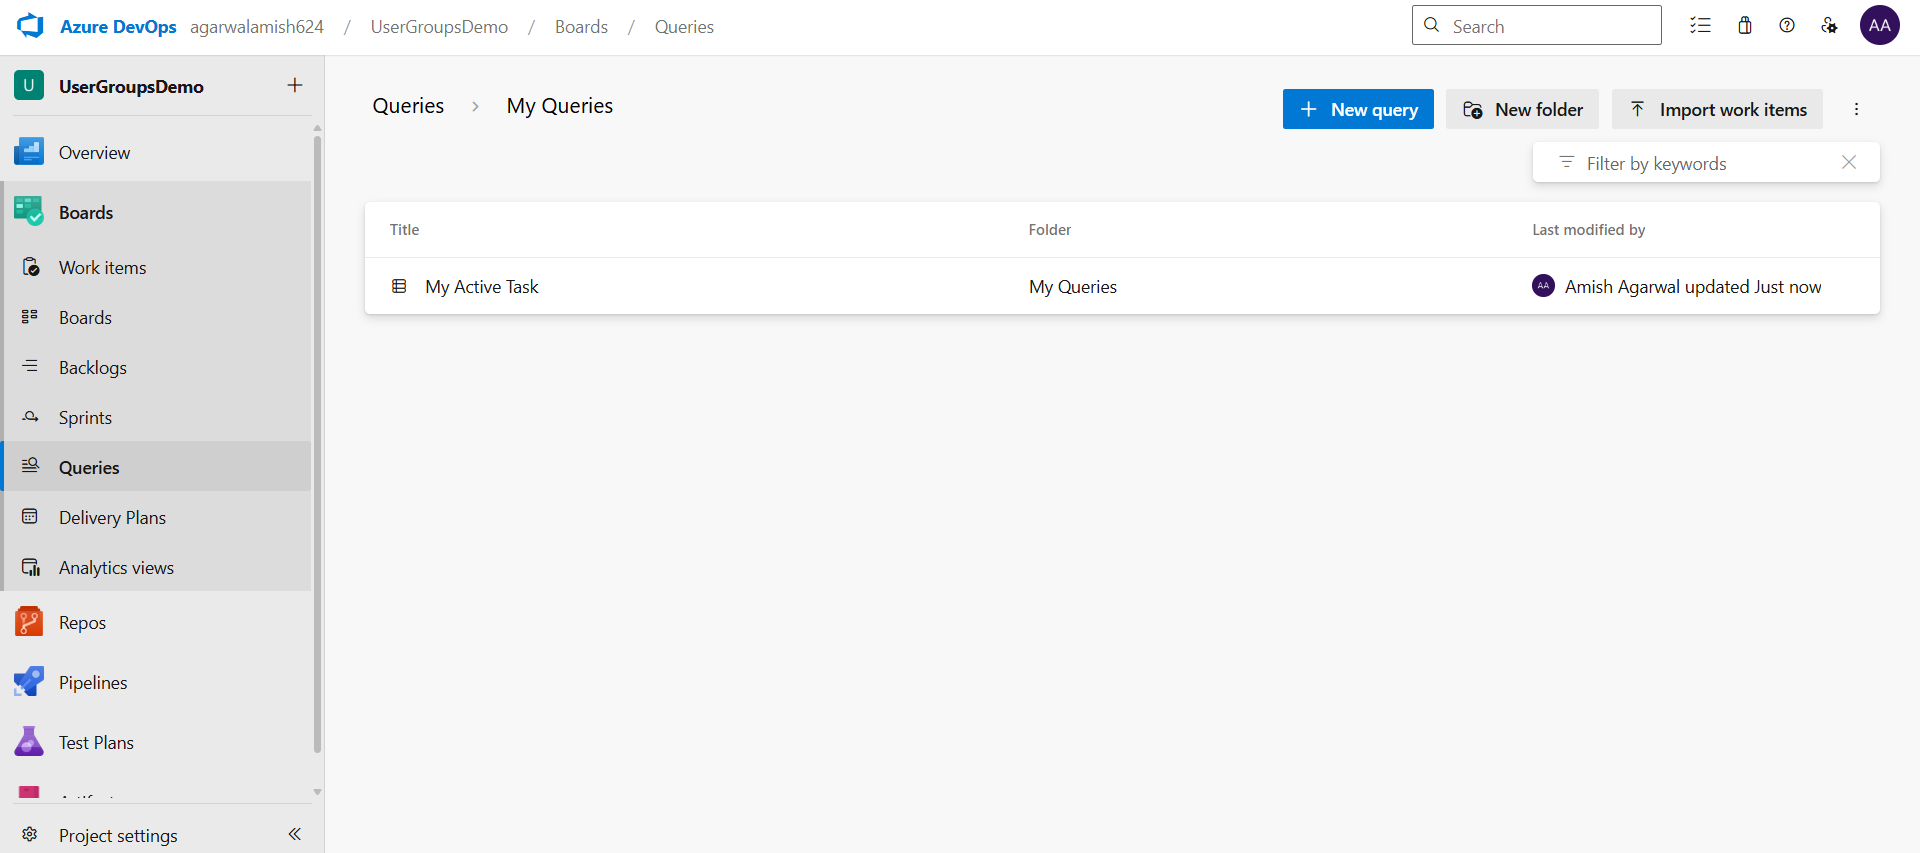 Azure DevOps agarwalamish624 / UserGroupsDemo / Boards / Queries
Search
AA
U UserGroupsDemo
Overview
Boards
Work items
Boards
Backlogs
Sprints
Queries
Delivery Plans
Analytics views
Repos
Pipelines
Test Plans
Project settings
Queries > My Queries
New query
New folder
Import work items
Filter by keywords
Title Folder Last modified by
My Active Task My Queries AA Amish Agarwal updated Just now